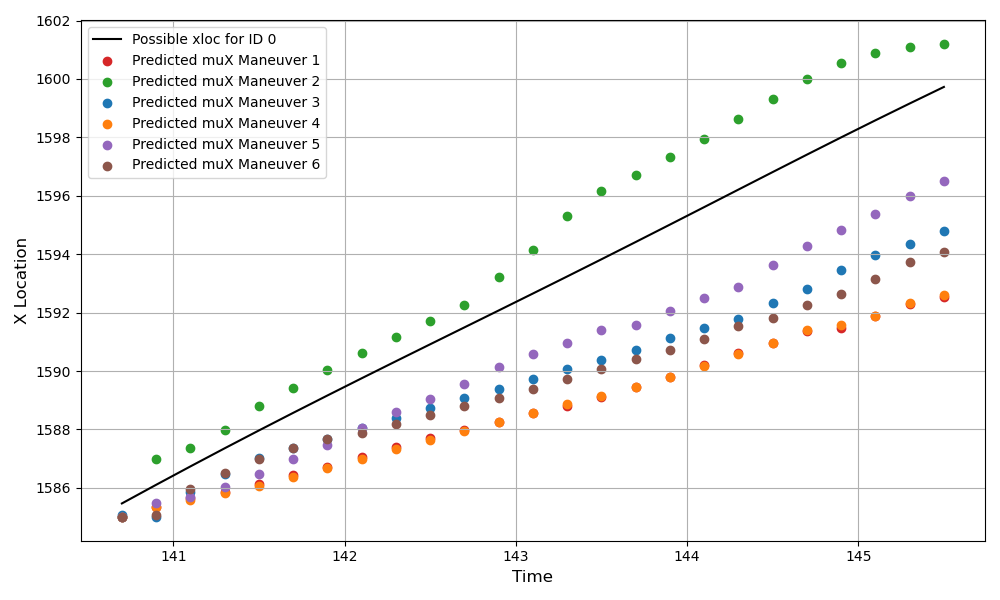 1602
1600
1598
1596
1594
1592
1590
1588
1586
X Location
Possible xloc for ID 0
Predicted muX Maneuver 1
Predicted muX Maneuver 2
Predicted muX Maneuver 3
Predicted muX Maneuver 4
Predicted muX Maneuver 5
Predicted muX Maneuver 6
141 142 143 144 145
Time